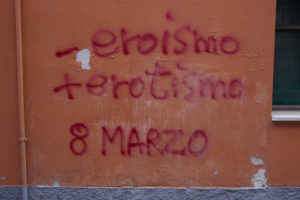 - eroismo
+ erotismo
8 MARZO